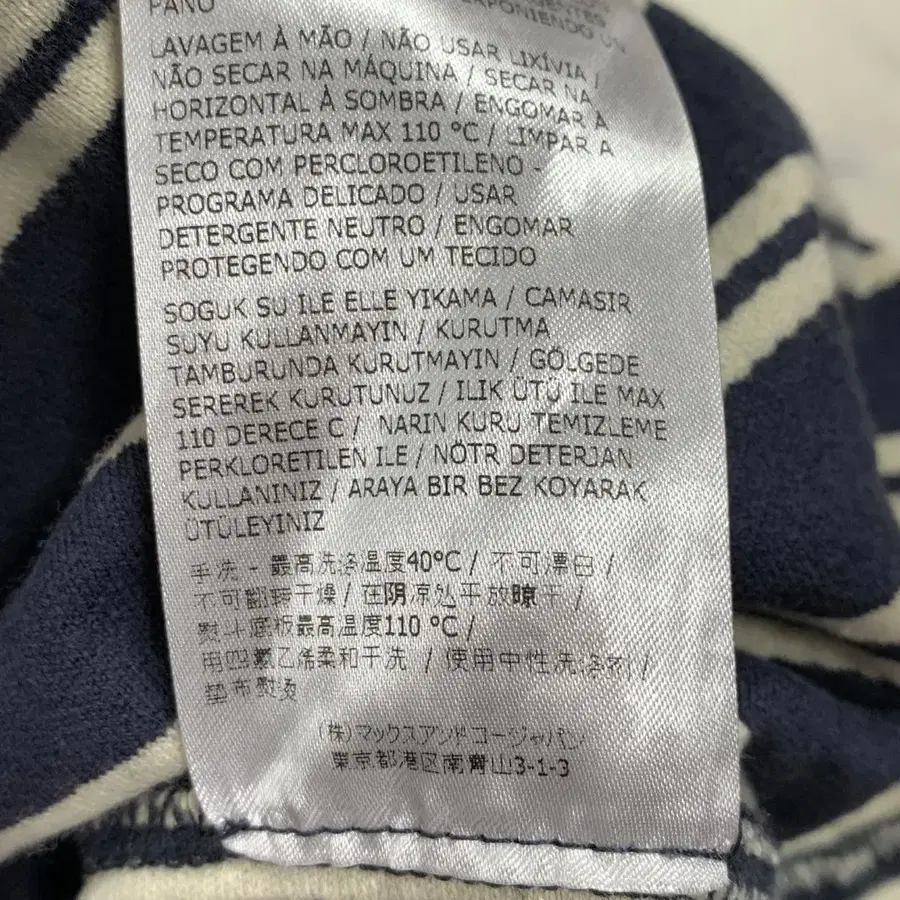 PANO
LAVAGEM À MÃO / NÃO USAR LIXÍVIA /
NÃO SECAR NA MÁQUINA / SECAR NA
HORIZONTAL À SOMBRA / ENGOMAR À
TEMPERATURA MAX 110 °C / LIMPAR A
SECO COM PERCLOROETILENO -
PROGRAMA DELICADO / USAR
DETERGENTE NEUTRO / ENGOMAR
PROTEGENDO COM UM TECIDO
SOGUK SU ILE ELLE YIKAMA / CAMASIR
SUYU KULLANMAYIN / KURUTMA
TAMBURUNDA KURUTMAYIN / GÖLGEDE
SEREREK KURUTUNUZ / ILIK ÜTÜ ILE MAX
110 DERECE C / NARIN KURU TEMIZLEME
PERKLORETILEN ILE / NÖTR DETERJAN
KULLANINIZ / ARAYA BIR BEZ KOYARAK
ÜTÜLEYINIZ
手洗 - 最高洗涤温度40°C / 不可漂白 /
不可翻转干燥 / 在阴凉处平放晾干 /
熨斗底板最高温度110 °C /
用四氯乙烯柔和干洗 / 使用中性洗涤剂 /
垫布熨烫
(株)マックスアンドコージャパン
東京都港区南青山3-1-3